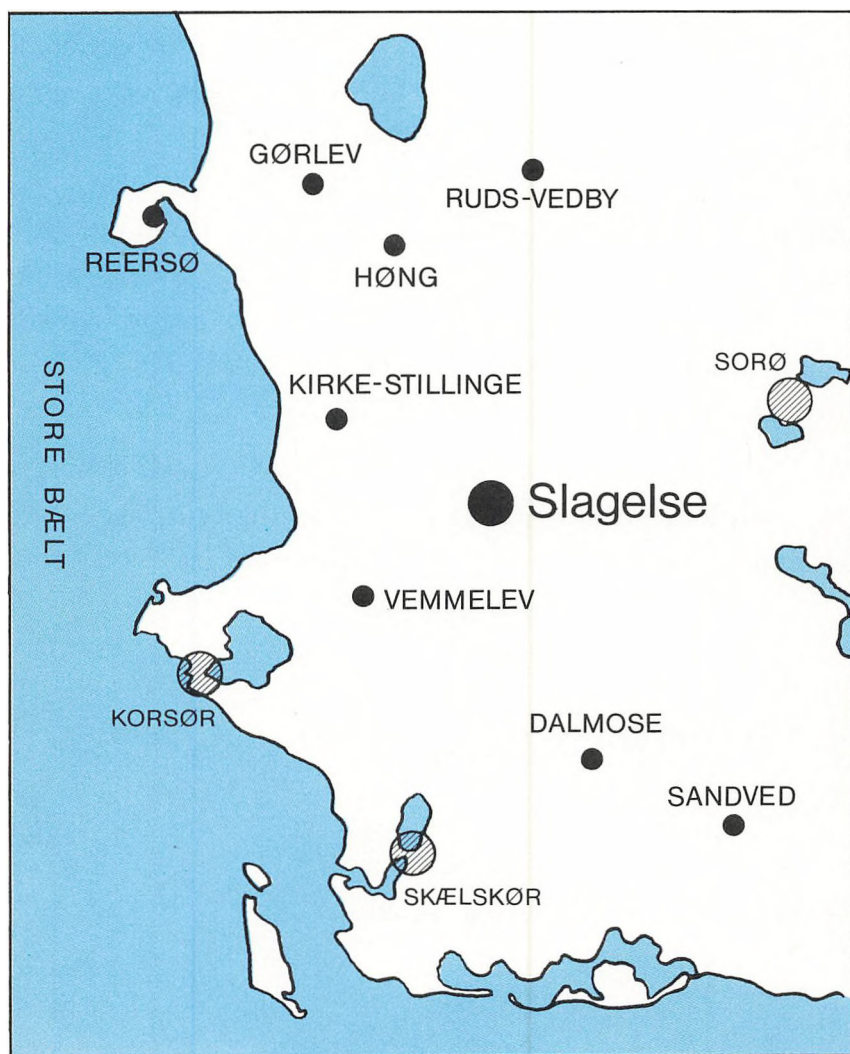 GØRLEV
RUDS-VEDBY
REERSØ
HØNG
SORØ
STORE BÆLT
KIRKE-STILLINGE
Slagelse
VEMMELEV
KORSØR
DALMOSE
SANDVED
SKÆLSKØR